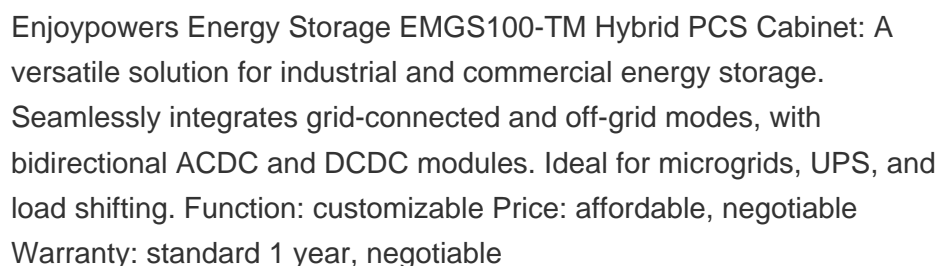 Enjoypowers Energy Storage EMGS100-TM Hybrid PCS Cabinet: A
versatile solution for industrial and commercial energy storage.
Seamlessly integrates grid-connected and off-grid modes, with
bidirectional ACDC and DCDC modules. Ideal for microgrids, UPS, and
load shifting. Function: customizable Price: affordable, negotiable
Warranty: standard 1 year, negotiable